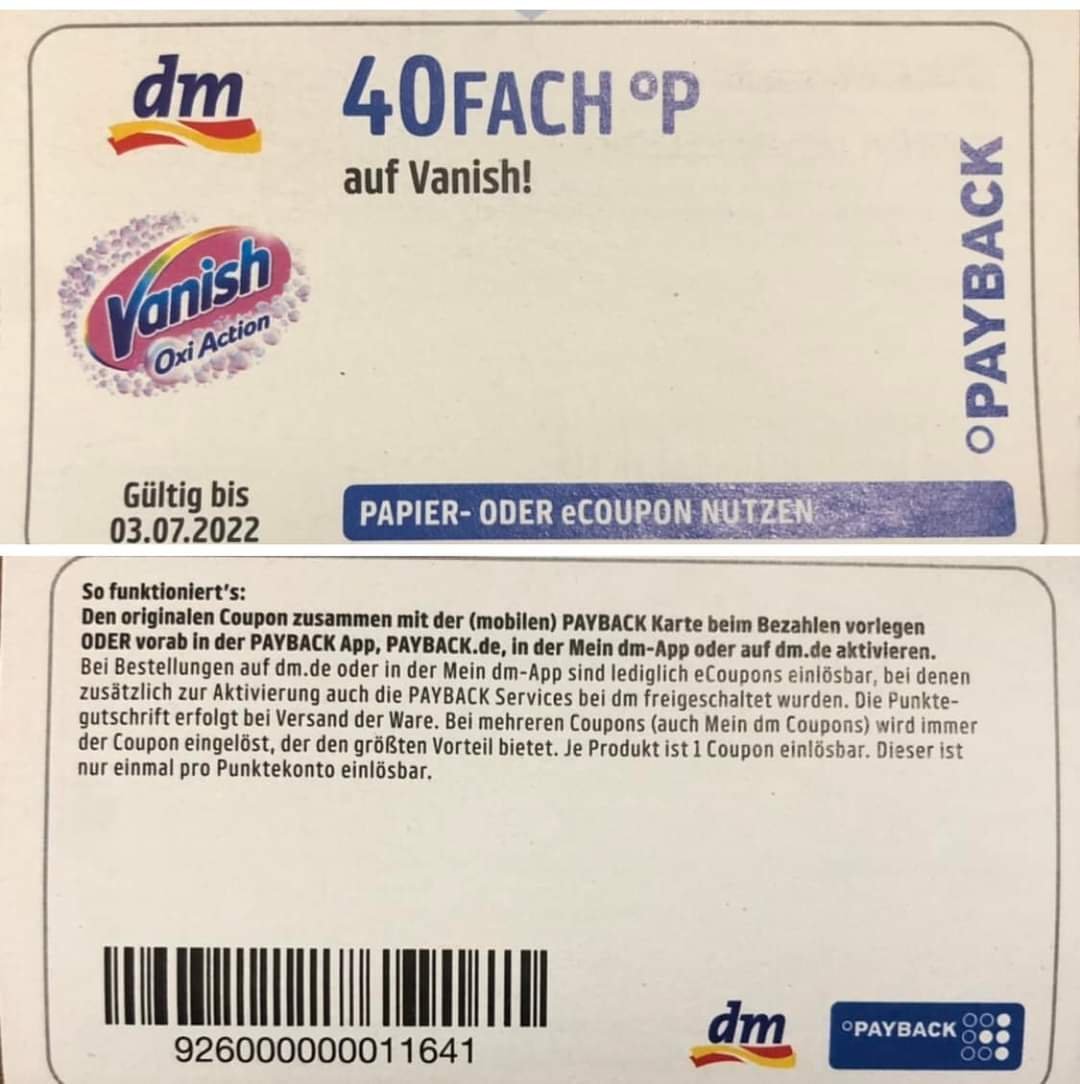 dm
40FACH °P
auf Vanish!
Vanish
Oxi Action
°PAYBACK
Gültig bis
03.07.2022
PAPIER- ODER eCOUPON NUTZEN
So funktioniert's:
Den originalen Coupon zusammen mit der (mobilen) PAYBACK Karte beim Bezahlen vorlegen
ODER vorab in der PAYBACK App, PAYBACK.de, in der Mein dm-App oder auf dm.de aktivieren.
Bei Bestellungen auf dm.de oder in der Mein dm-App sind lediglich eCoupons einlösbar, bei denen
zusätzlich zur Aktivierung auch die PAYBACK Services bei dm freigeschaltet wurden. Die Punkte-
gutschrift erfolgt bei Versand der Ware. Bei mehreren Coupons (auch Mein dm Coupons) wird immer
der Coupon eingelöst, der den größten Vorteil bietet. Je Produkt ist 1 Coupon einlösbar. Dieser ist
nur einmal pro Punktekonto einlösbar.
926000000011641
dm
°PAYBACK